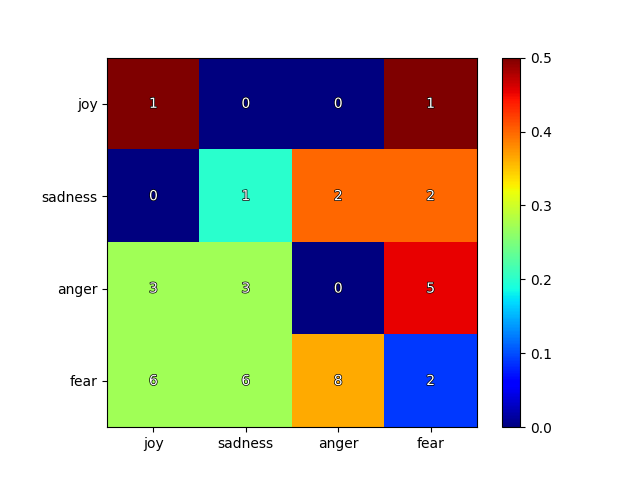 joy 1 0 0 1
sadness 0 1 2 2
anger 3 3 0 5
fear 6 6 8 2
joy sadness anger fear
0.5
0.4
0.3
0.2
0.1
0.0